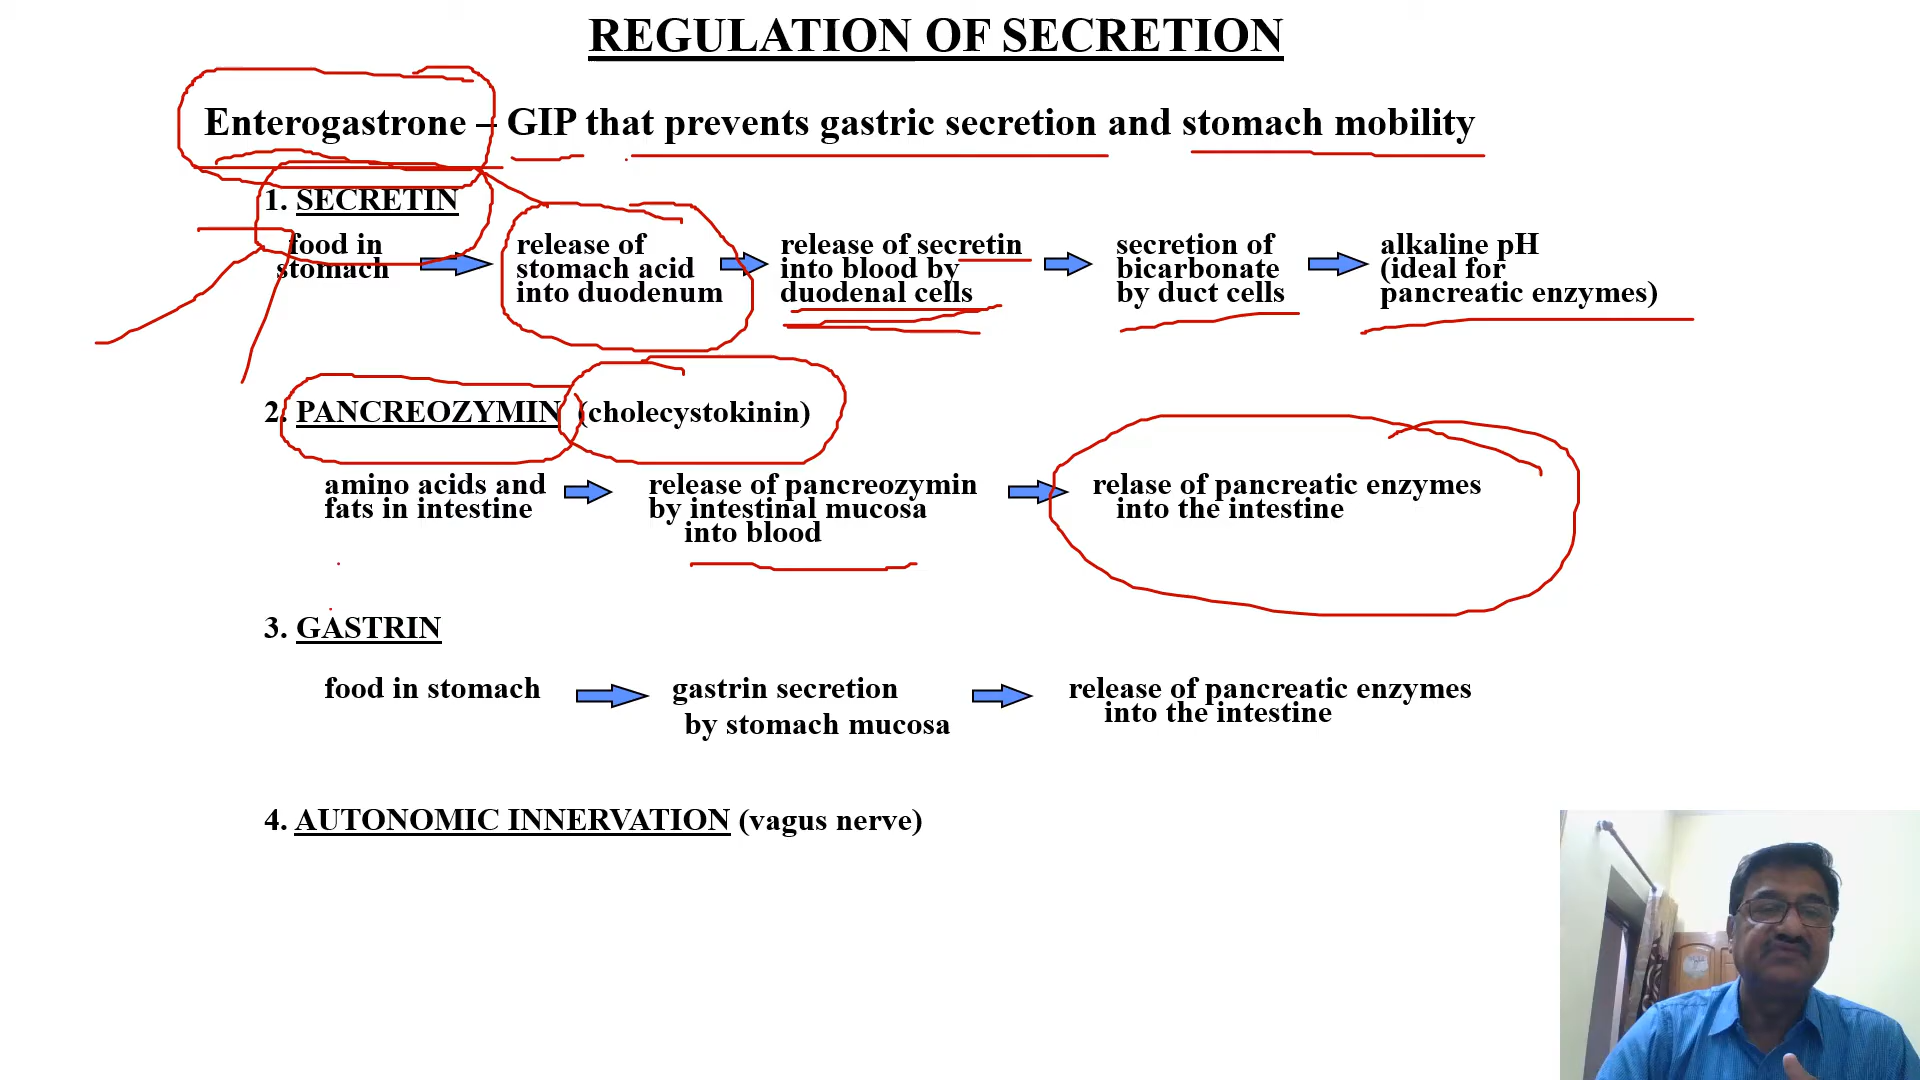 REGULATION OF SECRETION
Enterogastrone – GIP that prevents gastric secretion and stomach mobility
1. SECRETIN
food in
stomach
release of
stomach acid
into duodenum
release of secretin
into blood by
duodenal cells
secretion of
bicarbonate
by duct cells
alkaline pH
(ideal for
pancreatic enzymes)
2. PANCREOZYMIN (cholecystokinin)
amino acids and
fats in intestine
release of pancreozymin
by intestinal mucosa
into blood
relase of pancreatic enzymes
into the intestine
3. GASTRIN
food in stomach
gastrin secretion
by stomach mucosa
release of pancreatic enzymes
into the intestine
4. AUTONOMIC INNERVATION (vagus nerve)